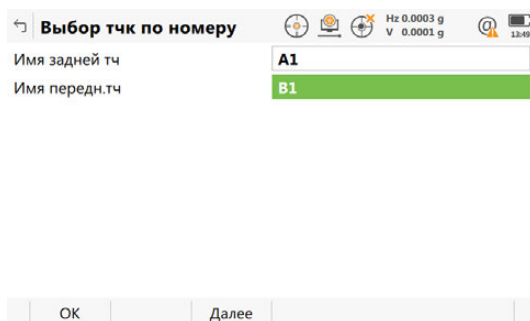 Выбор тчк по номеру
Hz 0.0003 g
V 0.0001 g
@
13:49
Имя задней тч A1
Имя передн.тч B1
OK Далее